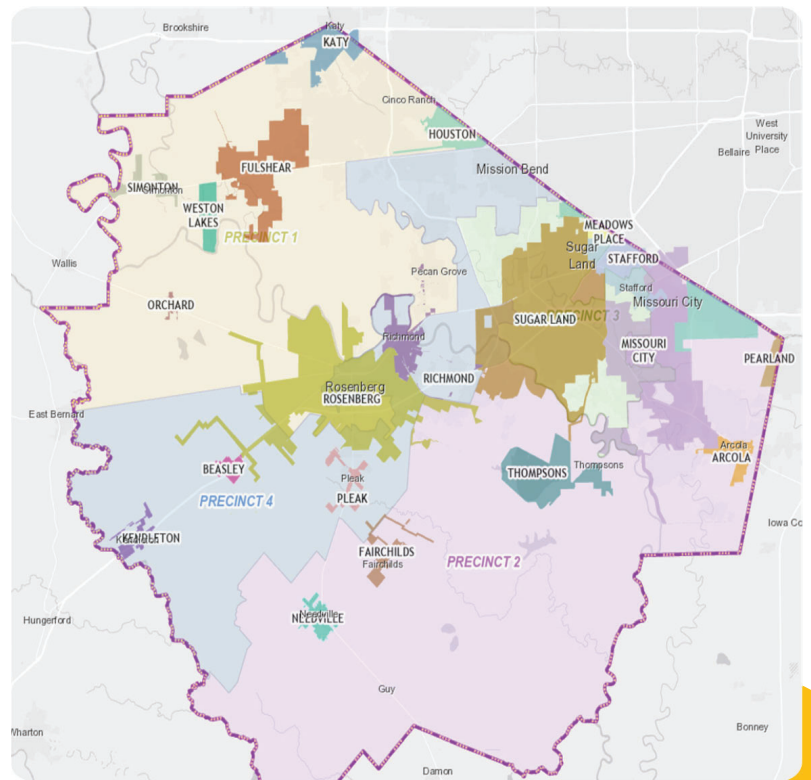 Brookshire
Katy
KATY
Cinco Ranch
HOUSTON
West
University
Place
Bellaire
Mission Bend
FULSHEAR
SIMONTON
Simonton
WESTON
LAKES
PRECINCT 1
MEADOWS
PLACE
Sugar
Land
STAFFORD
Wallis
Pecan Grove
Stafford
Missouri City
ORCHARD
PRECINCT 3
SUGAR LAND
Richmond
MISSOURI
CITY
PEARLAND
RICHMOND
Rosenberg
ROSENBERG
East Bernard
Arcola
ARCOLA
BEASLEY
THOMPSONS
Thompsons
Pleak
PLEAK
PRECINCT 4
Iowa Co
KENDLETON
FAIRCHILDS
Fairchilds
PRECINCT 2
Hungerford
Needville
NEEDVILLE
Guy
Wharton
Bonney
Damon